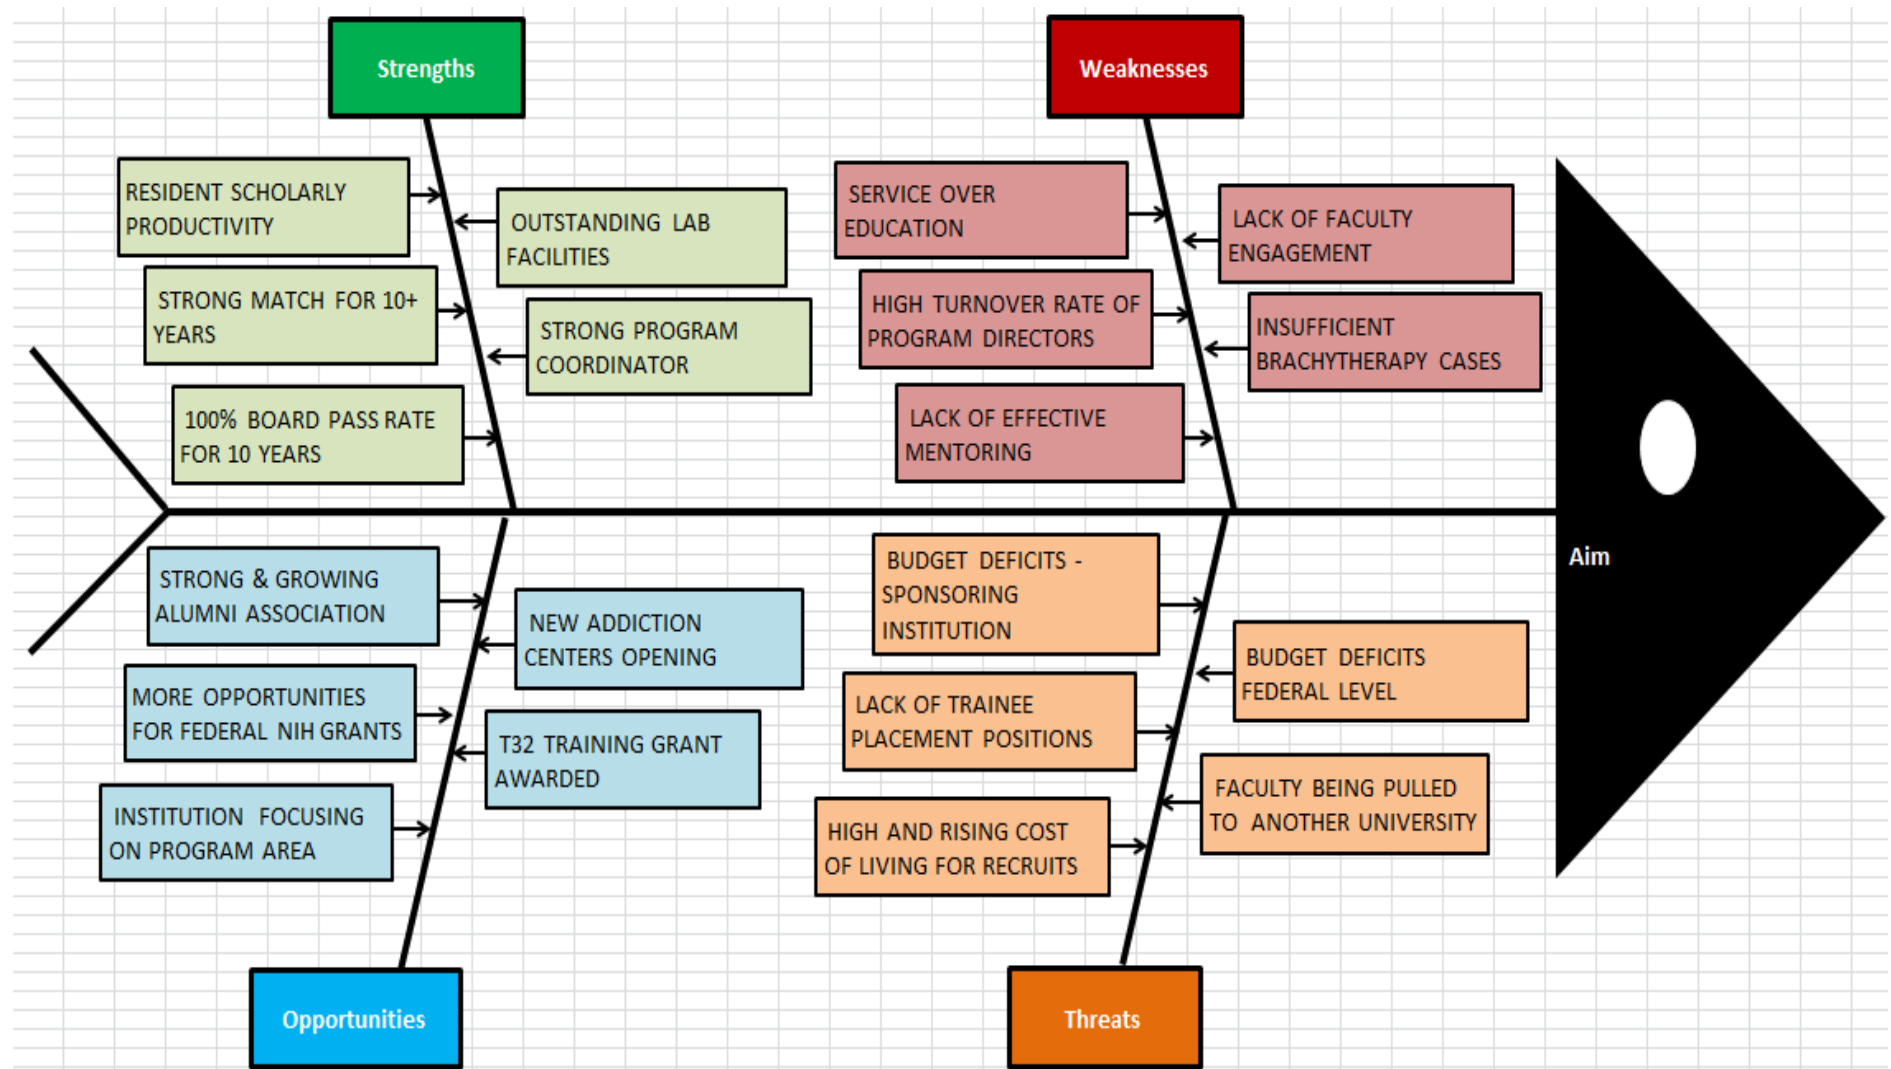 Strengths
Weaknesses
RESIDENT SCHOLARLY
PRODUCTIVITY
OUTSTANDING LAB
FACILITIES
STRONG MATCH FOR 10+
YEARS
STRONG PROGRAM
COORDINATOR
100% BOARD PASS RATE
FOR 10 YEARS
SERVICE OVER
EDUCATION
LACK OF FACULTY
ENGAGEMENT
HIGH TURNOVER RATE OF
PROGRAM DIRECTORS
INSUFFICIENT
BRACHYTHERAPY CASES
LACK OF EFFECTIVE
MENTORING
Aim
STRONG & GROWING
ALUMNI ASSOCIATION
NEW ADDICTION
CENTERS OPENING
MORE OPPORTUNITIES
FOR FEDERAL NIH GRANTS
T32 TRAINING GRANT
AWARDED
INSTITUTION FOCUSING
ON PROGRAM AREA
BUDGET DEFICITS -
SPONSORING
INSTITUTION
BUDGET DEFICITS
FEDERAL LEVEL
LACK OF TRAINEE
PLACEMENT POSITIONS
FACULTY BEING PULLED
TO ANOTHER UNIVERSITY
HIGH AND RISING COST
OF LIVING FOR RECRUITS
Opportunities
Threats